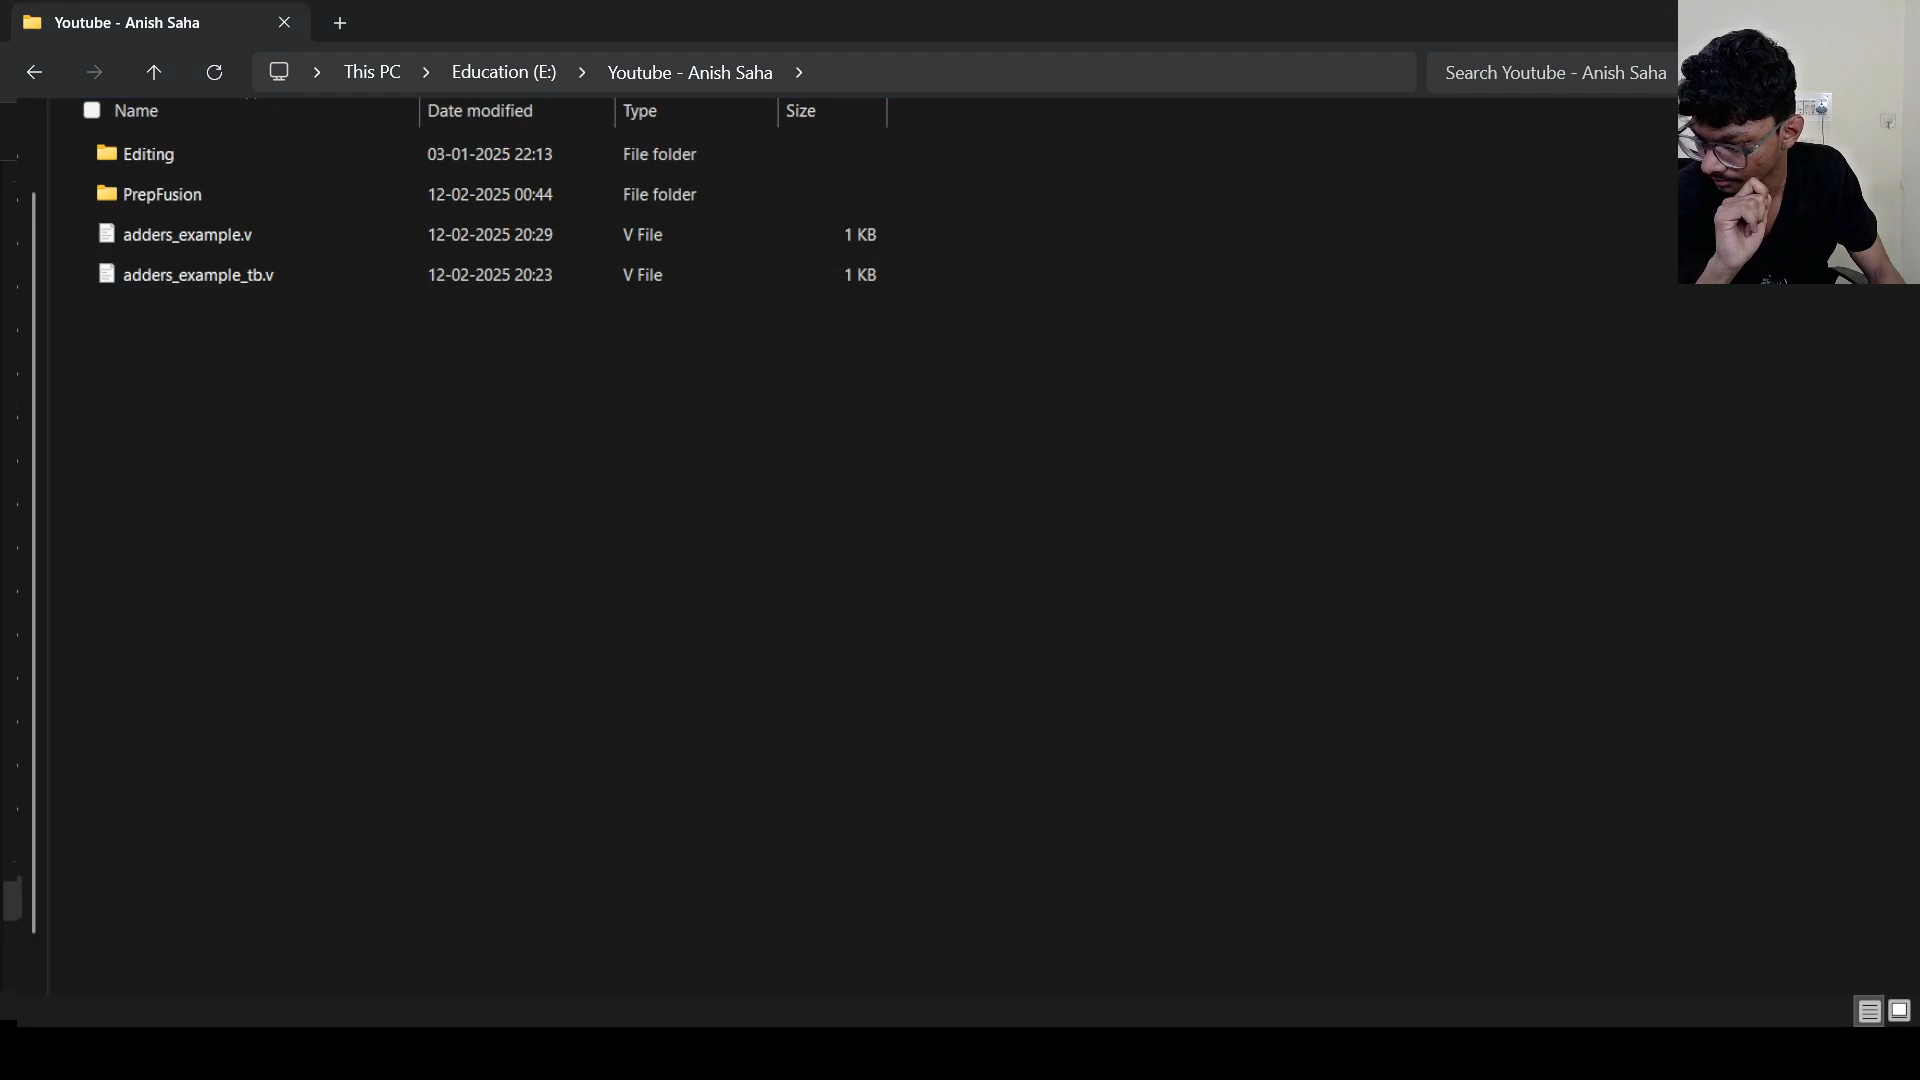 Youtube - Anish Saha
This PC > Education (E:) > Youtube - Anish Saha >
Search Youtube - Anish Saha
Name Date modified Type Size
Editing 03-01-2025 22:13 File folder
PrepFusion 12-02-2025 00:44 File folder
adders_example.v 12-02-2025 20:29 V File 1 KB
adders_example_tb.v 12-02-2025 20:23 V File 1 KB